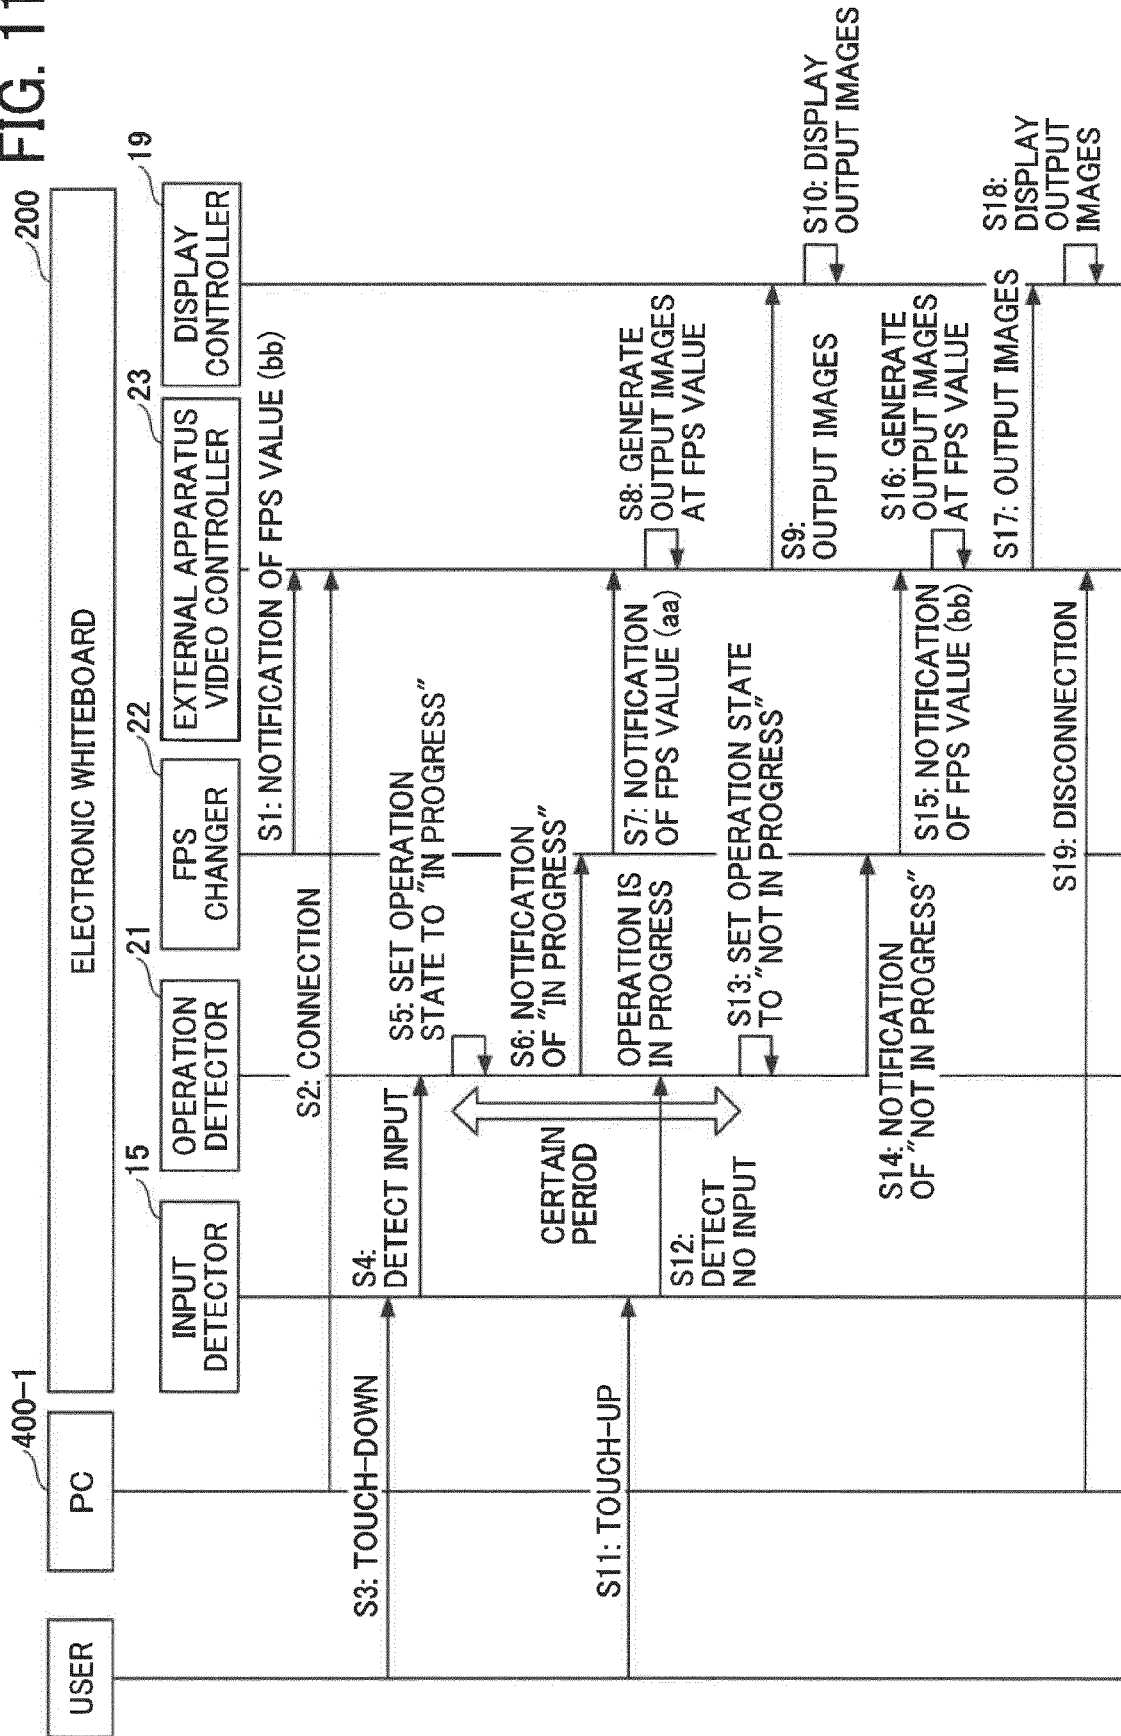 FIG. 11
USER
PC
400-1
ELECTRONIC WHITEBOARD
200
INPUT
DETECTOR
15
OPERATION
DETECTOR
21
FPS
CHANGER
22
EXTERNAL APPARATUS
VIDEO CONTROLLER
23
DISPLAY
CONTROLLER
19
S1: NOTIFICATION OF FPS VALUE (bb)
S2: CONNECTION
S3: TOUCH-DOWN
S4:
DETECT INPUT
S5: SET OPERATION
STATE TO "IN PROGRESS"
S6: NOTIFICATION
OF "IN PROGRESS"
S7: NOTIFICATION
OF FPS VALUE (aa)
S8: GENERATE
OUTPUT IMAGES
AT FPS VALUE
S9:
OUTPUT IMAGES
S10: DISPLAY
OUTPUT IMAGES
CERTAIN
PERIOD
OPERATION IS
IN PROGRESS
S11: TOUCH-UP
S12:
DETECT
NO INPUT
S13: SET OPERATION STATE
TO "NOT IN PROGRESS"
S14: NOTIFICATION
OF "NOT IN PROGRESS"
S15: NOTIFICATION
OF FPS VALUE (bb)
S16: GENERATE
OUTPUT IMAGES
AT FPS VALUE
S17: OUTPUT IMAGES
S18:
DISPLAY
OUTPUT
IMAGES
S19: DISCONNECTION